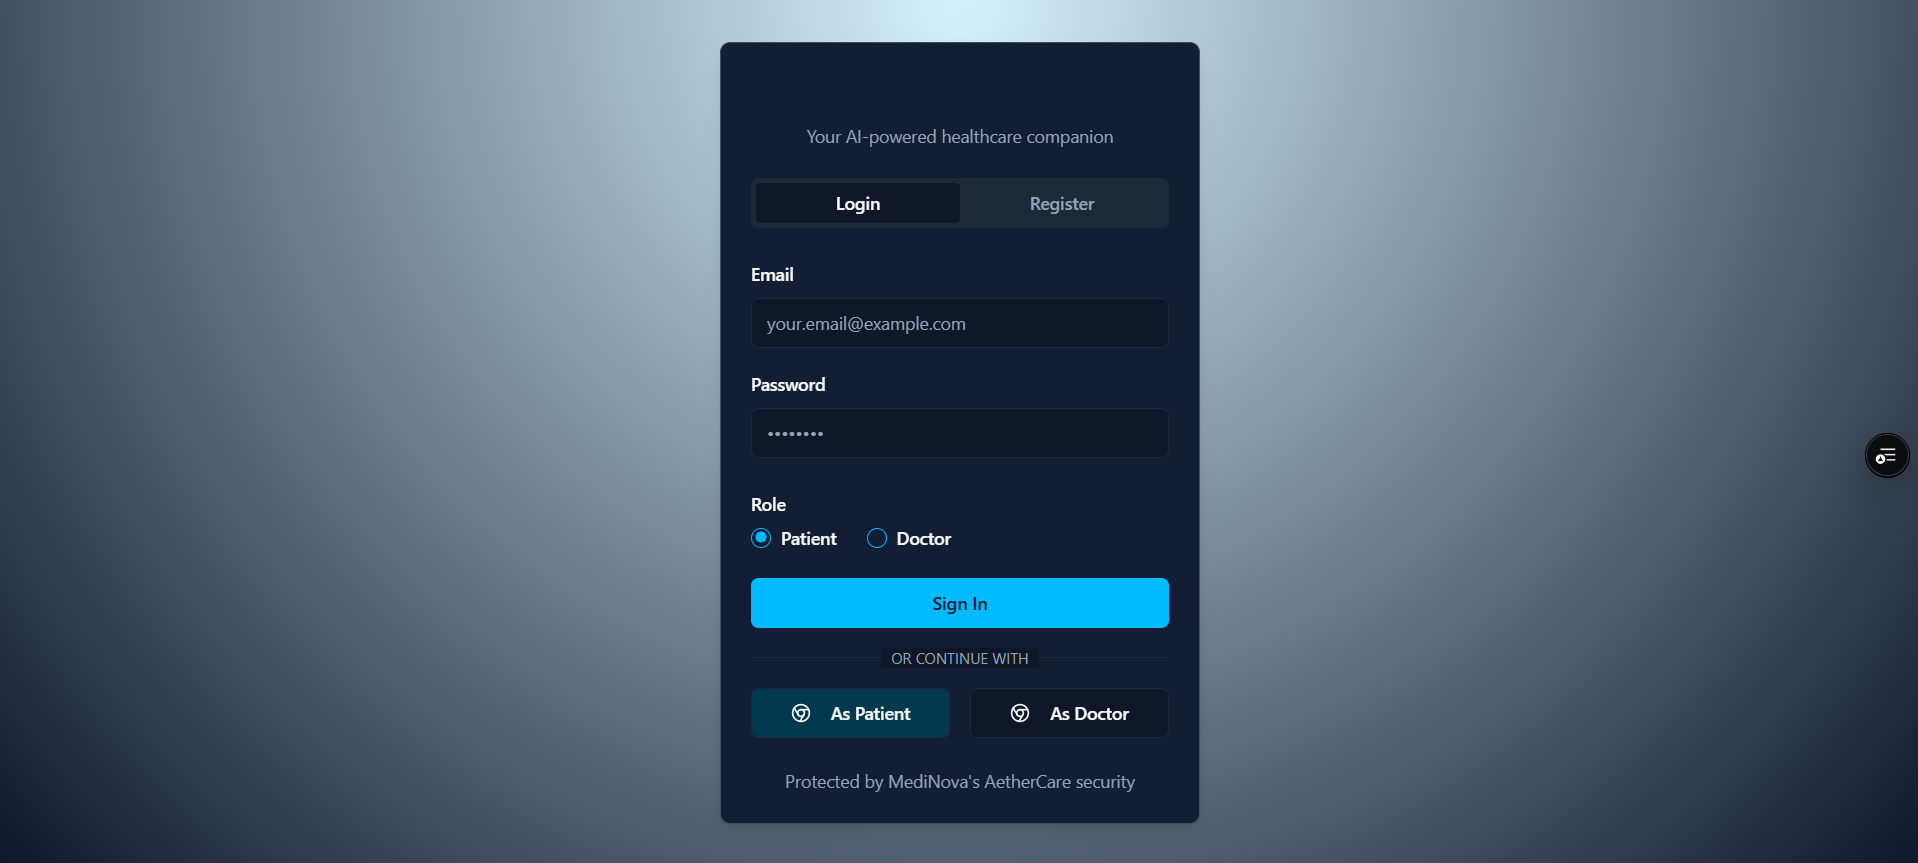 Your AI-powered healthcare companion
Login
Register
Email
your.email@example.com
Password
••••••••
Role
Patient
Doctor
Sign In
OR CONTINUE WITH
As Patient
As Doctor
Protected by MediNova's AetherCare security